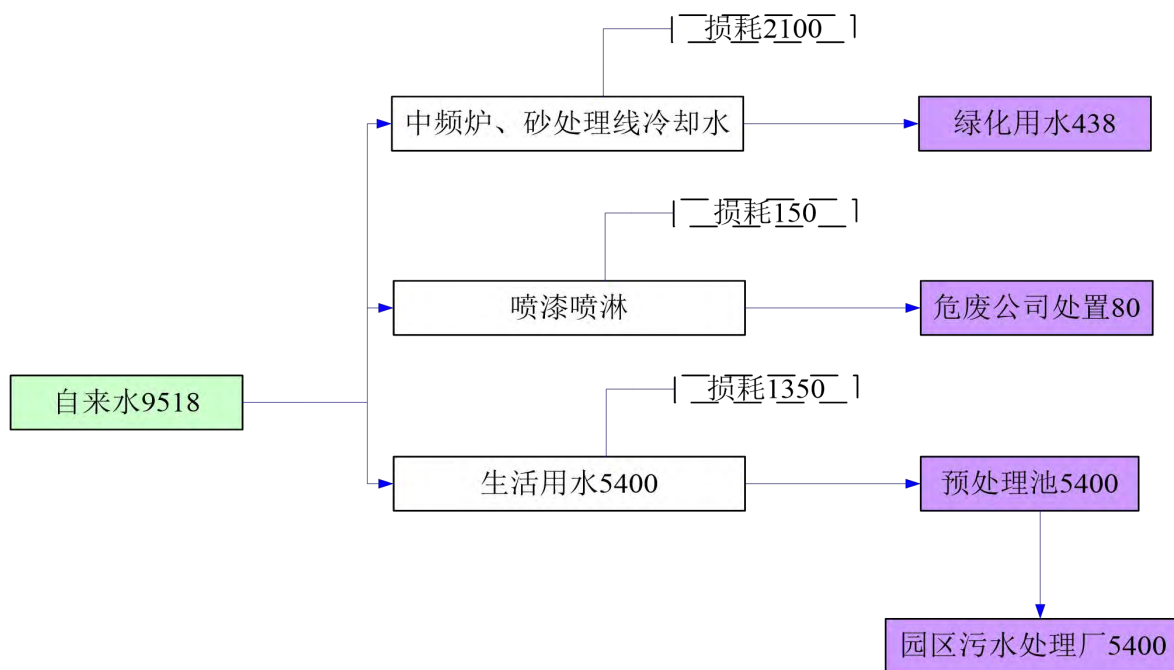 损耗2100
中频炉、砂处理线冷却水
绿化用水438
损耗150
喷漆喷淋
危废公司处置80
自来水9518
损耗1350
生活用水5400
预处理池5400
园区污水处理厂5400